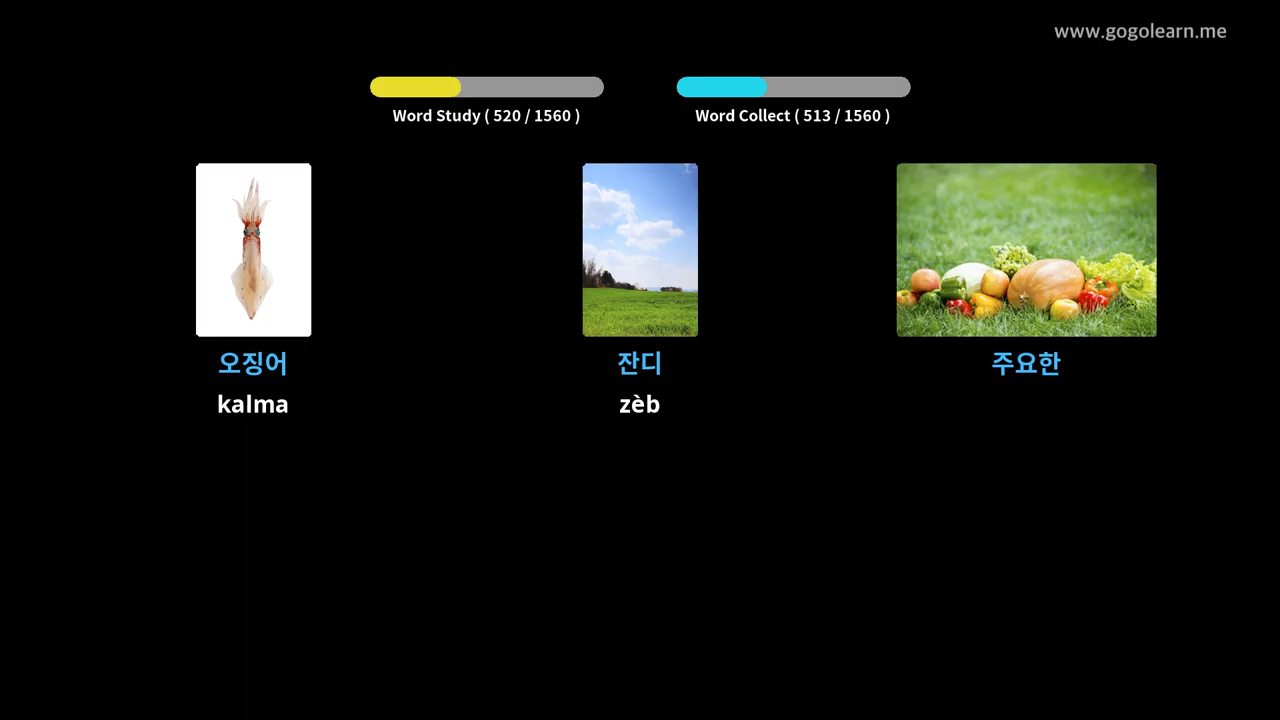 www.gogolearn.me
Word Study ( 520 / 1560 )
Word Collect ( 513 / 1560 )
오징어
잔디
주요한
kalma
zèb